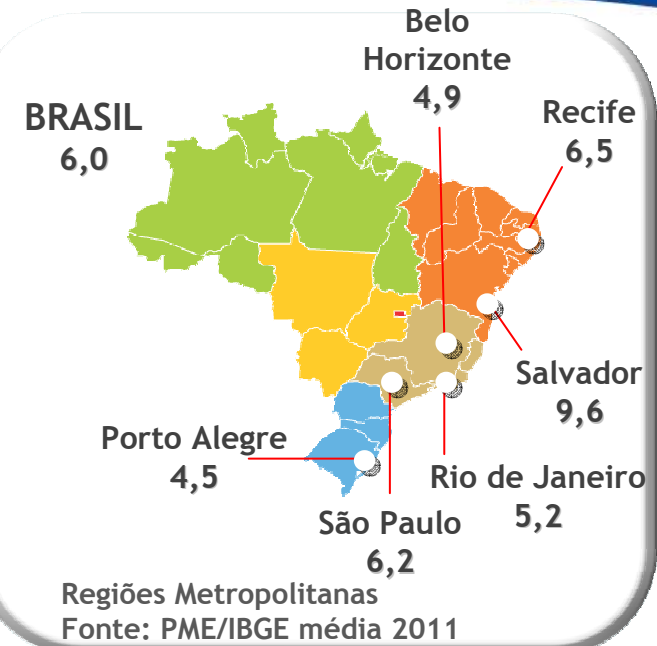 Belo
Horizonte
4,9
BRASIL
6,0
Recife
6,5
Salvador
9,6
Porto Alegre
4,5
Rio de Janeiro
5,2
São Paulo
6,2
Regiões Metropolitanas
Fonte: PME/IBGE média 2011